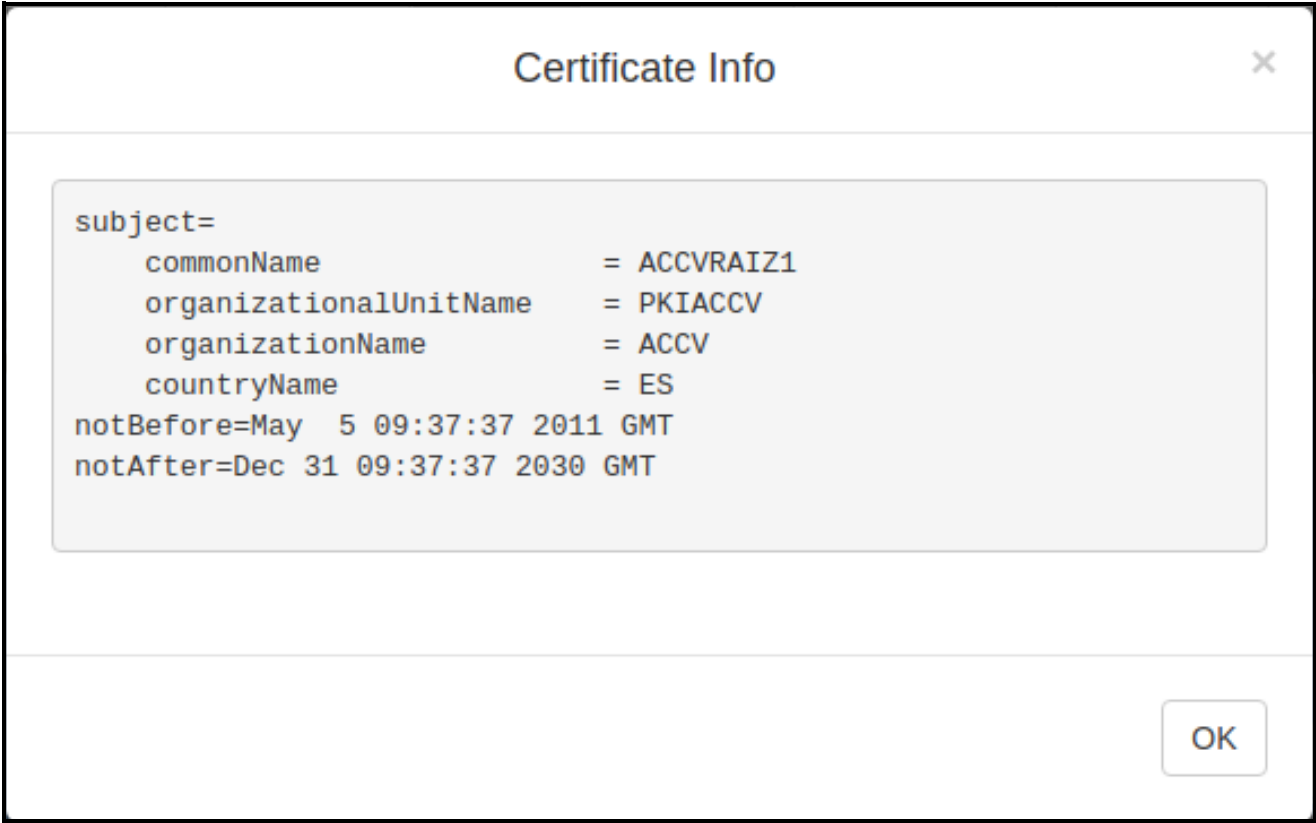 Certificate Info ×
subject=
    commonName                = ACCVRAIZ1
    organizationalUnitName    = PKIACCV
    organizationName          = ACCV
    countryName               = ES
notBefore=May  5 09:37:37 2011 GMT
notAfter=Dec 31 09:37:37 2030 GMT
OK